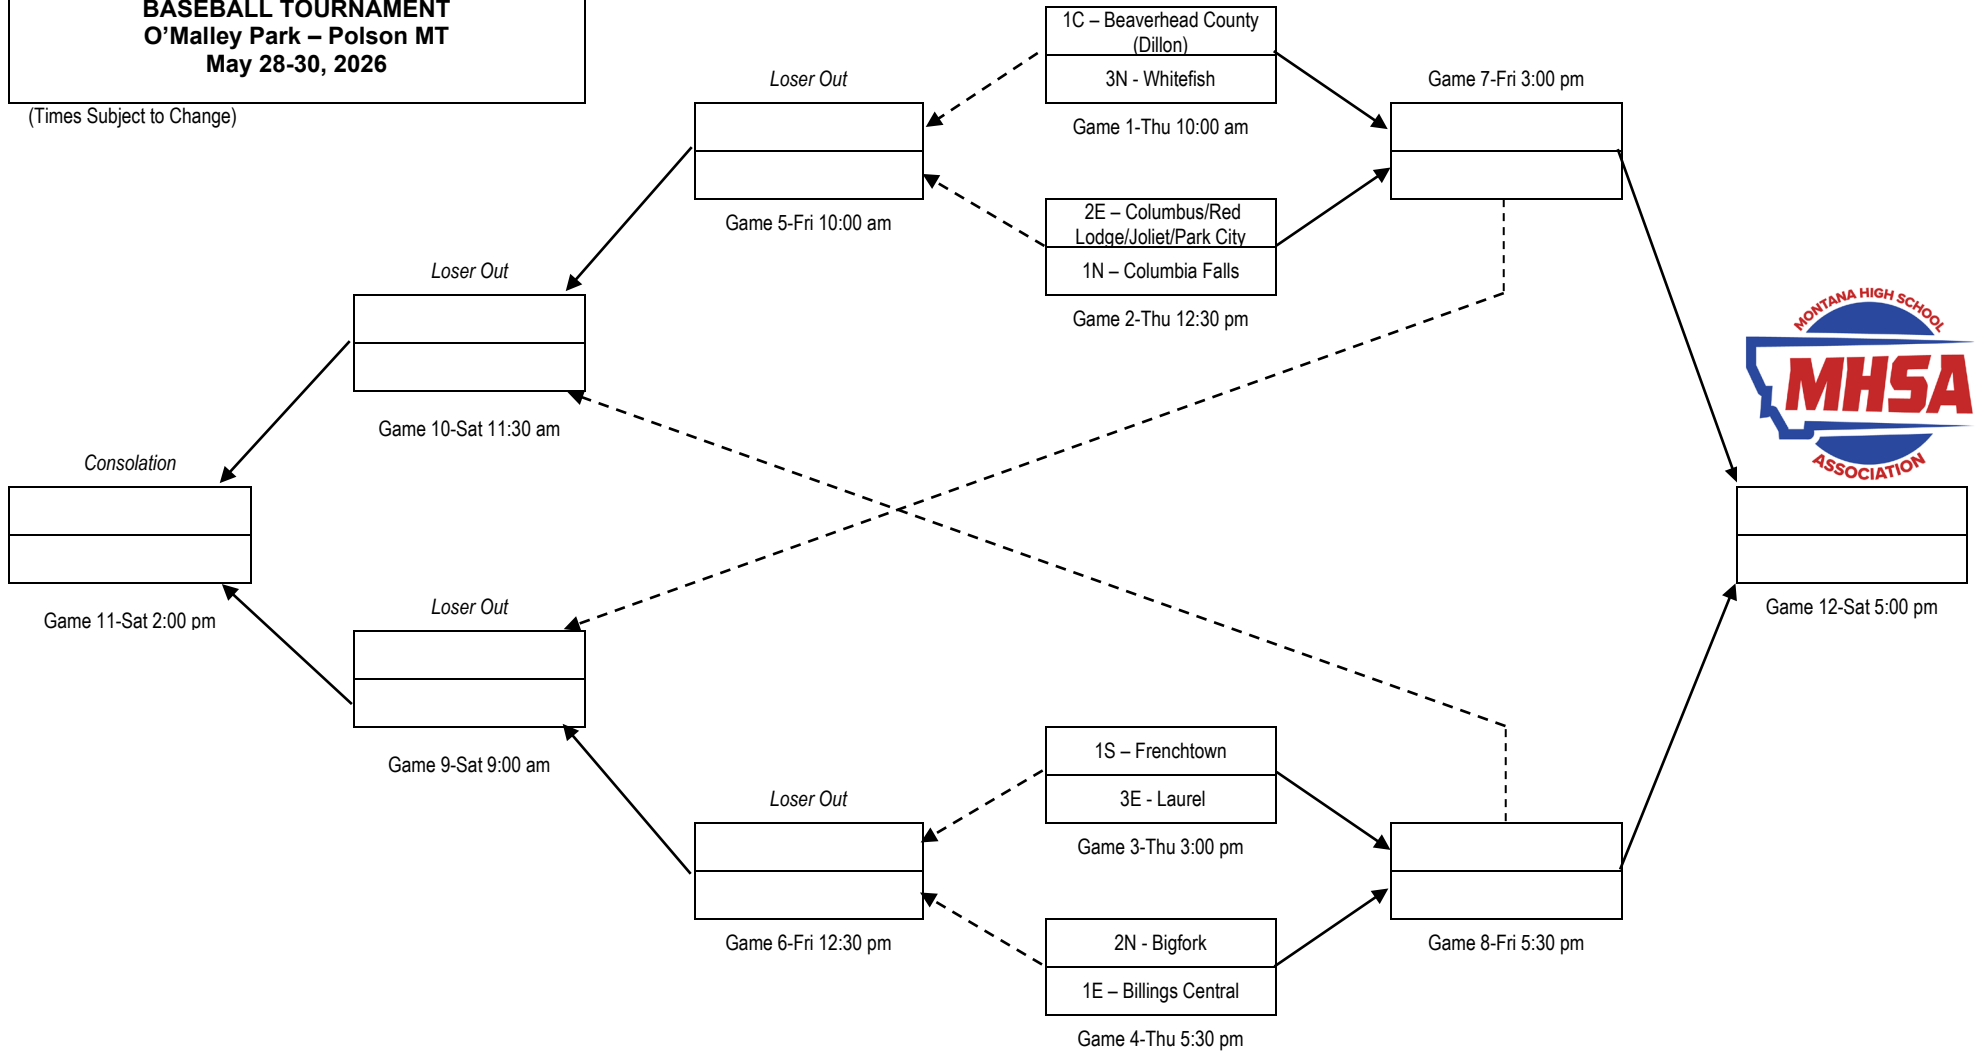 BASEBALL TOURNAMENT
O’Malley Park – Polson MT
May 28-30, 2026
(Times Subject to Change)
1C – Beaverhead County
(Dillon)
3N - Whitefish
Game 1-Thu 10:00 am
Loser Out
Game 5-Fri 10:00 am
Game 7-Fri 3:00 pm
2E – Columbus/Red
Lodge/Joliet/Park City
1N – Columbia Falls
Game 2-Thu 12:30 pm
Loser Out
Game 10-Sat 11:30 am
MONTANA HIGH SCHOOL
MHSA
ASSOCIATION
Consolation
Game 11-Sat 2:00 pm
Game 12-Sat 5:00 pm
Loser Out
Game 9-Sat 9:00 am
1S – Frenchtown
3E - Laurel
Game 3-Thu 3:00 pm
Loser Out
Game 6-Fri 12:30 pm
Game 8-Fri 5:30 pm
2N - Bigfork
1E – Billings Central
Game 4-Thu 5:30 pm